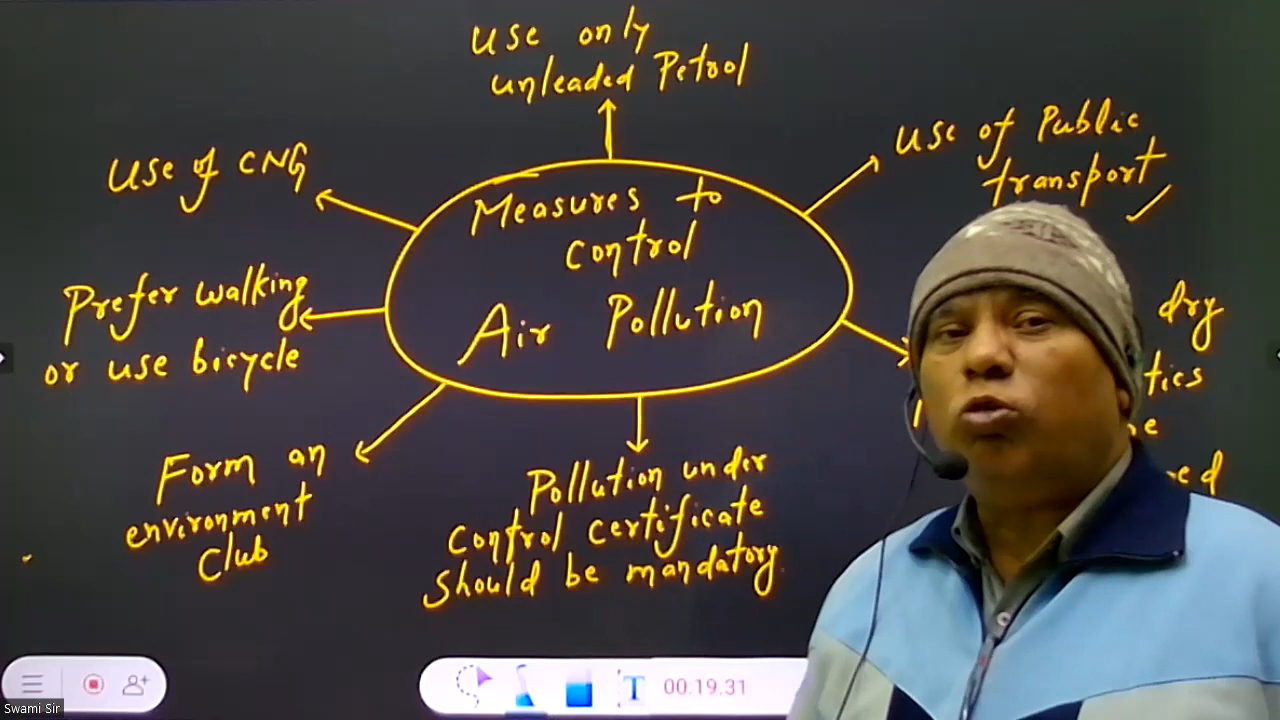 Use only
unleaded Petrol
Use of Public
transport
Use of CNG
Measures to
control
Air Pollution
Prefer walking
or use bicycle
dry
tics
Form an
environment
Club
Pollution under
Control certificate
should be mandatory
00:19.31
T
Swami Sir